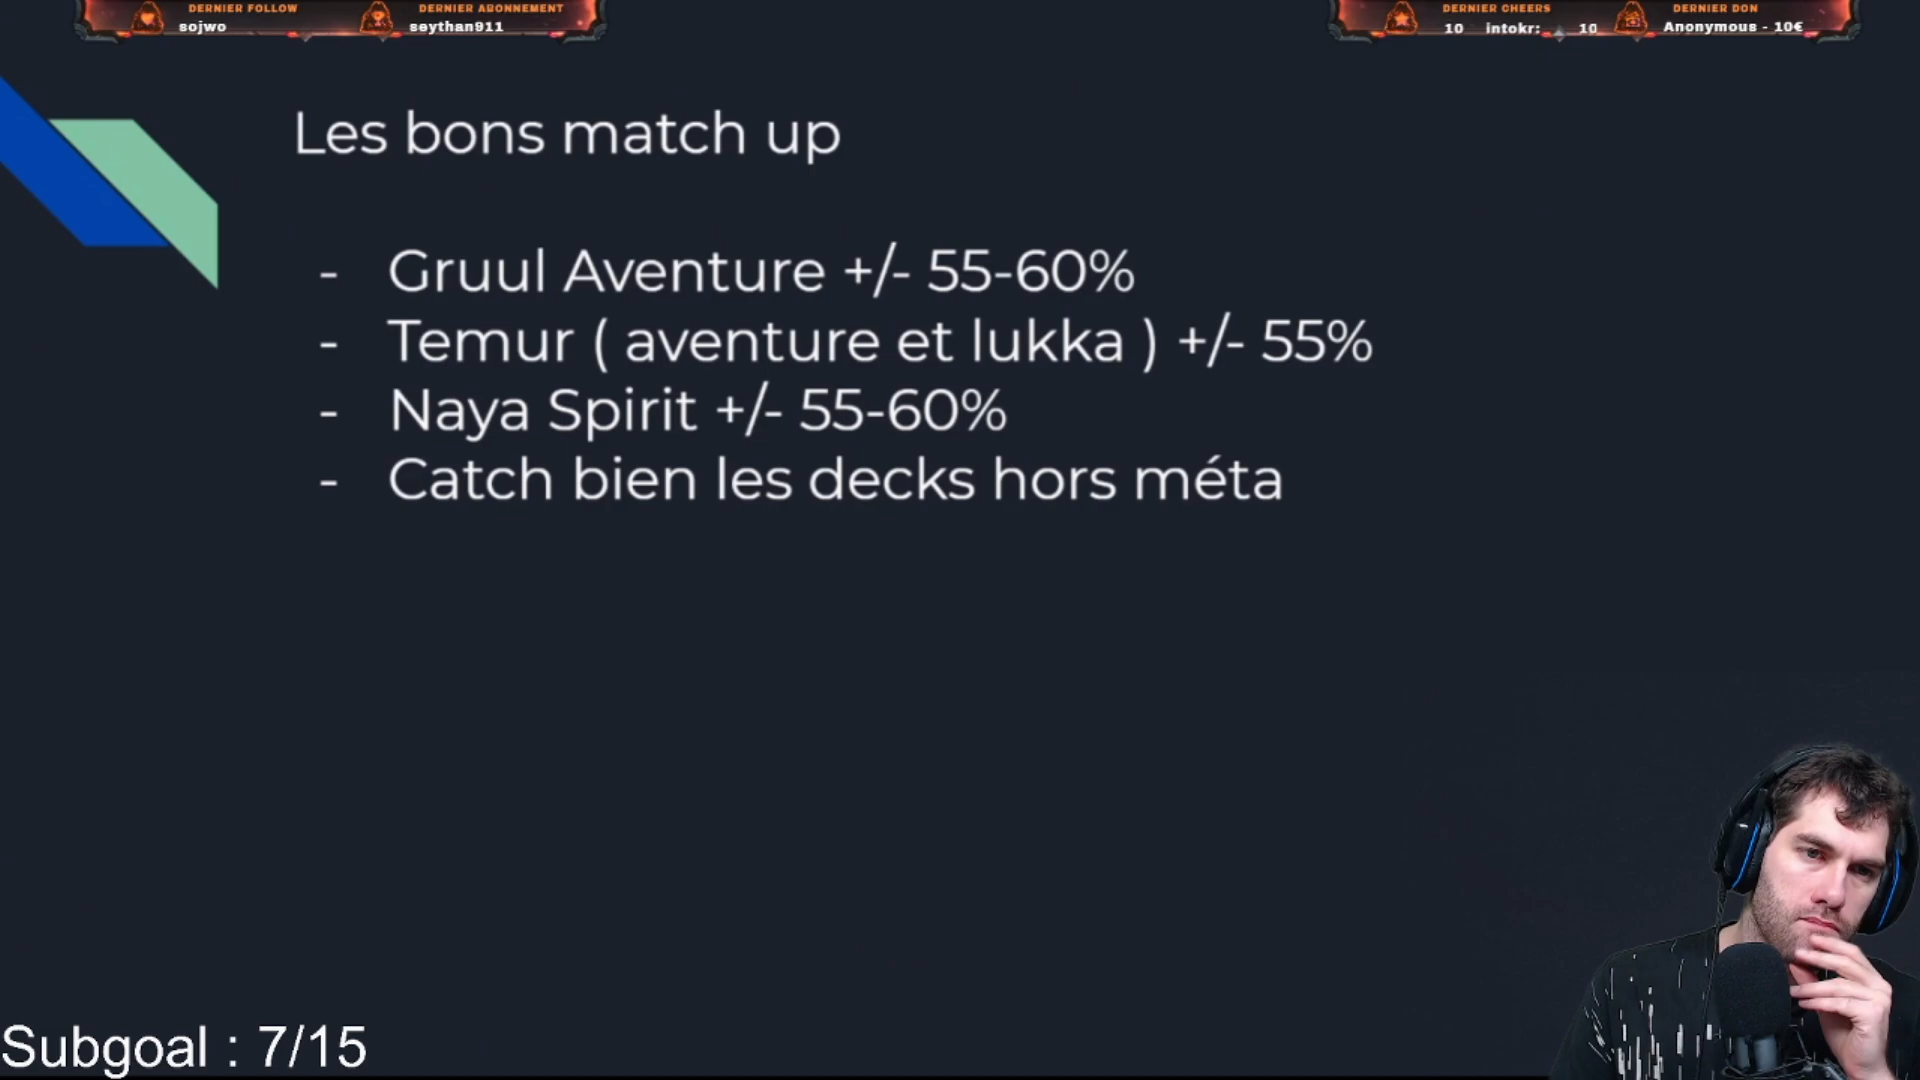 DERNIER FOLLOW
sojwo
DERNIER ABONNEMENT
seythan911
DERNIER CHEERS
10 intokr: 10
DERNIER DON
Anonymous - 10€
Les bons match up
- Gruul Aventure +/- 55-60%
- Temur ( aventure et lukka ) +/- 55%
- Naya Spirit +/- 55-60%
- Catch bien les decks hors méta
Subgoal : 7/15